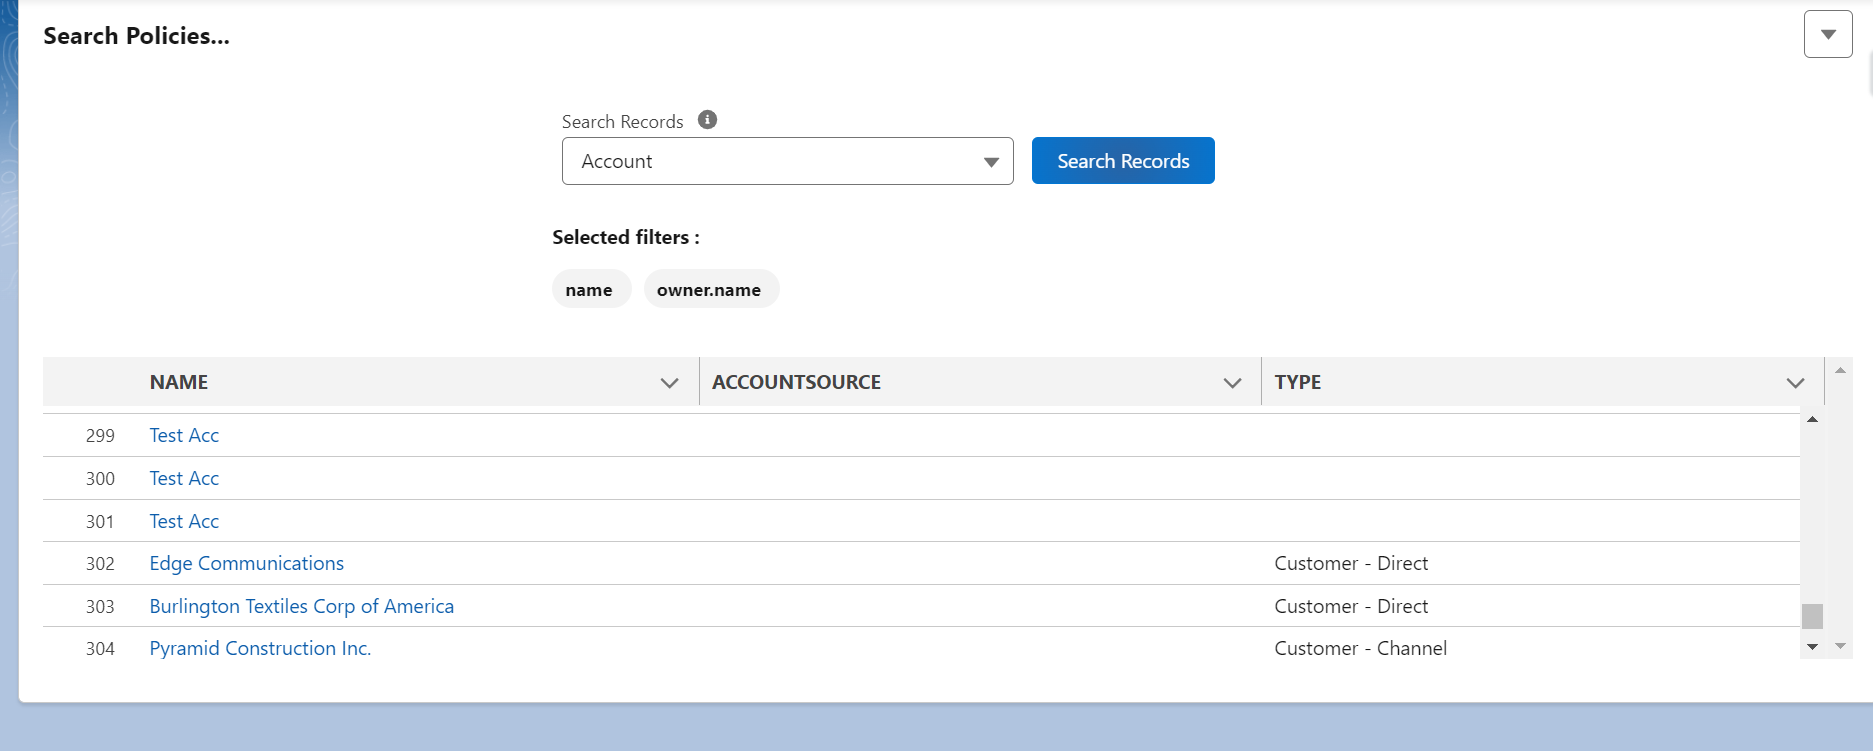 Search Policies...
Search Records
Account
Search Records
Selected filters :
name owner.name
NAME ACCOUNTSOURCE TYPE
299 Test Acc
300 Test Acc
301 Test Acc
302 Edge Communications Customer - Direct
303 Burlington Textiles Corp of America Customer - Direct
304 Pyramid Construction Inc. Customer - Channel